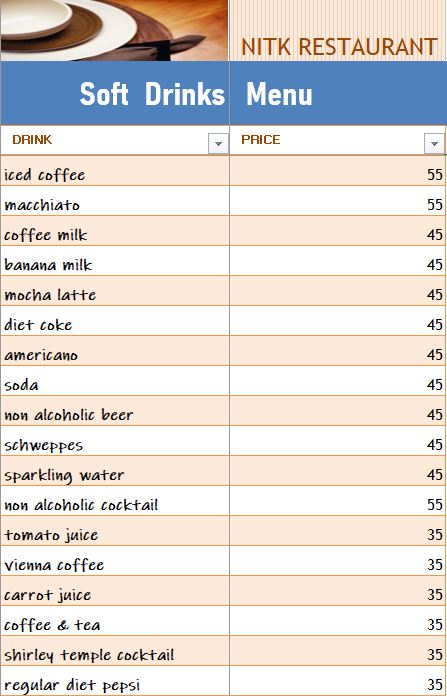 NITK RESTAURANT
Soft Drinks Menu
DRINK PRICE
iced coffee 55
macchiato 55
coffee milk 45
banana milk 45
mocha latte 45
diet coke 45
americano 45
soda 45
non alcoholic beer 45
schweppes 45
sparkling water 45
non alcoholic cocktail 55
tomato juice 35
vienna coffee 35
carrot juice 35
coffee & tea 35
shirley temple cocktail 35
regular diet pepsi 35